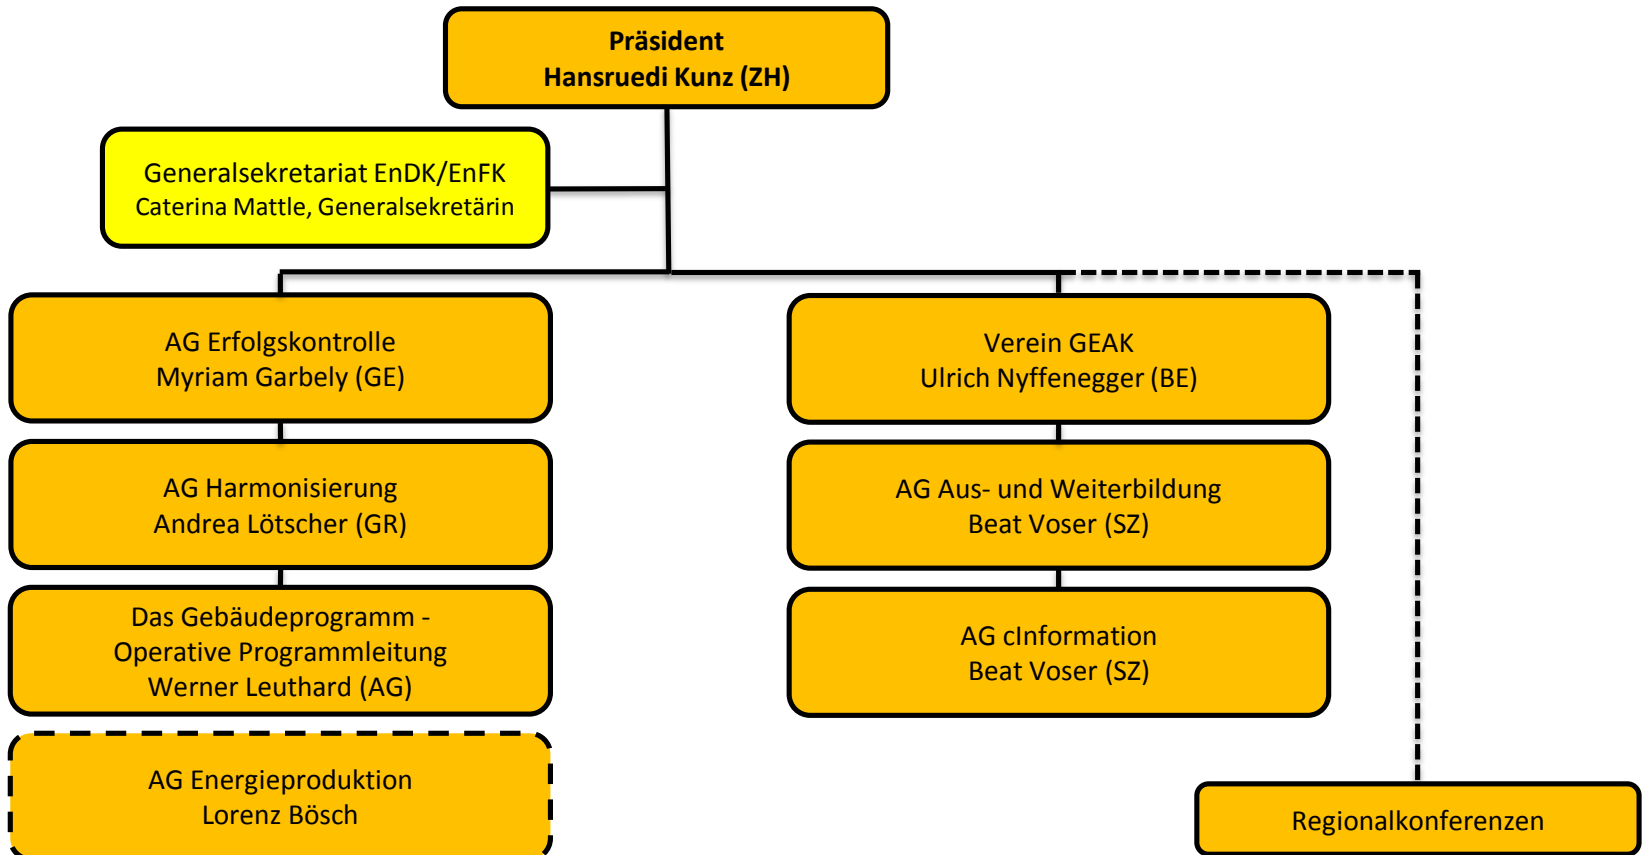 Präsident
Hansruedi Kunz (ZH)
Generalsekretariat EnDK/EnFK
Caterina Mattle, Generalsekretärin
AG Erfolgskontrolle
Myriam Garbely (GE)
AG Harmonisierung
Andrea Lötscher (GR)
Das Gebäudeprogramm -
Operative Programmleitung
Werner Leuthard (AG)
AG Energieproduktion
Lorenz Bösch
Verein GEAK
Ulrich Nyffenegger (BE)
AG Aus- und Weiterbildung
Beat Voser (SZ)
AG cInformation
Beat Voser (SZ)
Regionalkonferenzen